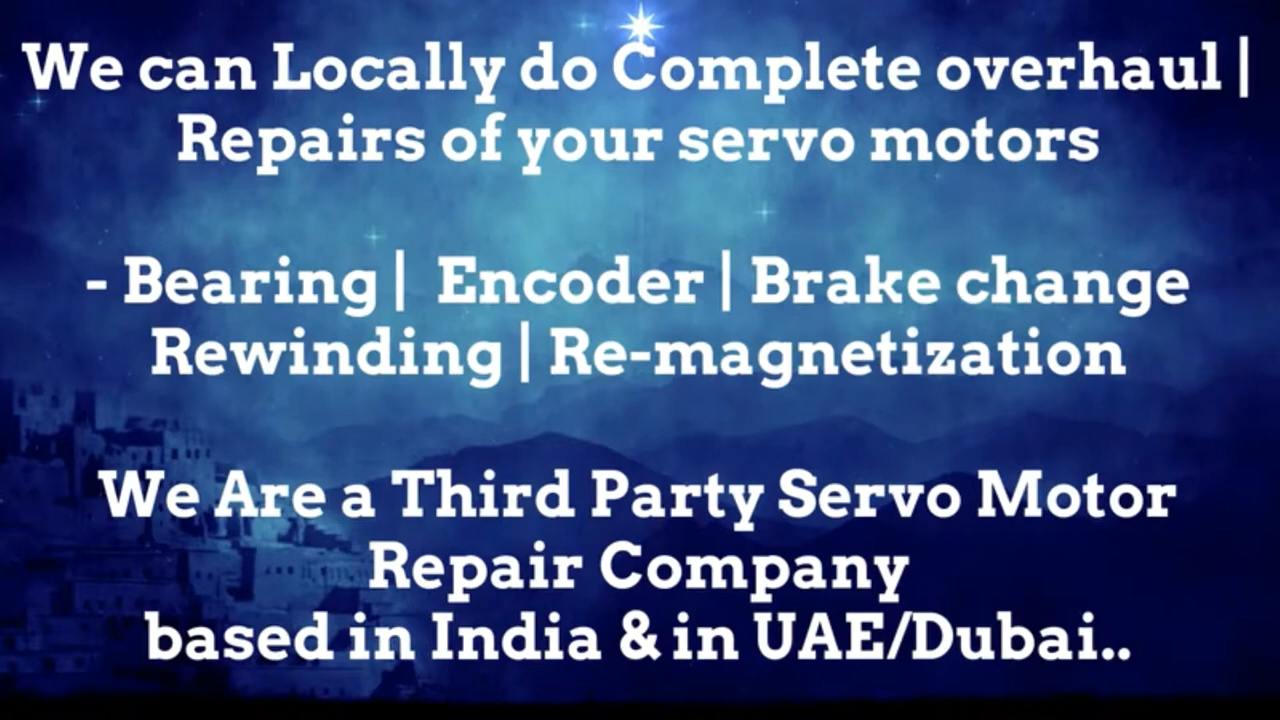 We can Locally do Complete overhaul |
Repairs of your servo motors
- Bearing | Encoder | Brake change
Rewinding | Re-magnetization
We Are a Third Party Servo Motor
Repair Company
based in India & in UAE/Dubai..